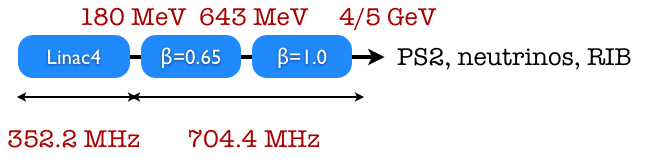 180 MeV 643 MeV 4/5 GeV
Linac4 β=0.65 β=1.0 PS2, neutrinos, RIB
352.2 MHz 704.4 MHz